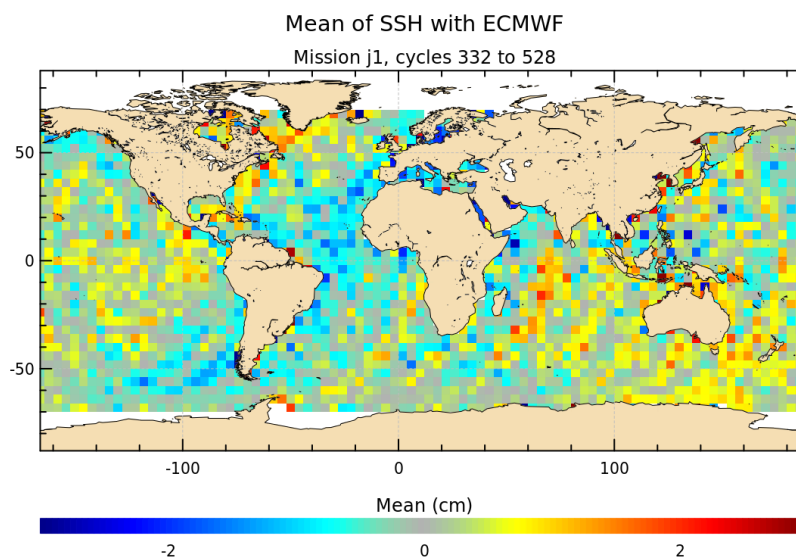 Mean of SSH with ECMWF
Mission j1, cycles 332 to 528
50
0
-50
-100 0 100
Mean (cm)
-2 0 2